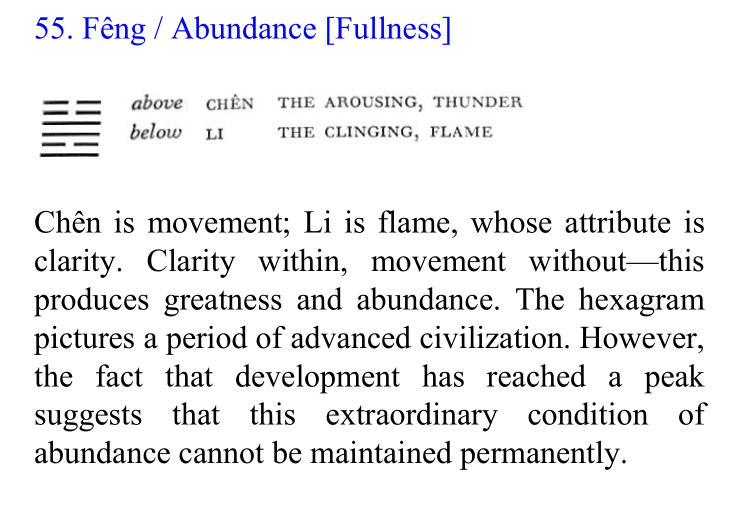 55. Fêng / Abundance [Fullness]
above CHÊN THE AROUSING, THUNDER
below LI THE CLINGING, FLAME
Chên is movement; Li is flame, whose attribute is
clarity. Clarity within, movement without—this
produces greatness and abundance. The hexagram
pictures a period of advanced civilization. However,
the fact that development has reached a peak
suggests that this extraordinary condition of
abundance cannot be maintained permanently.